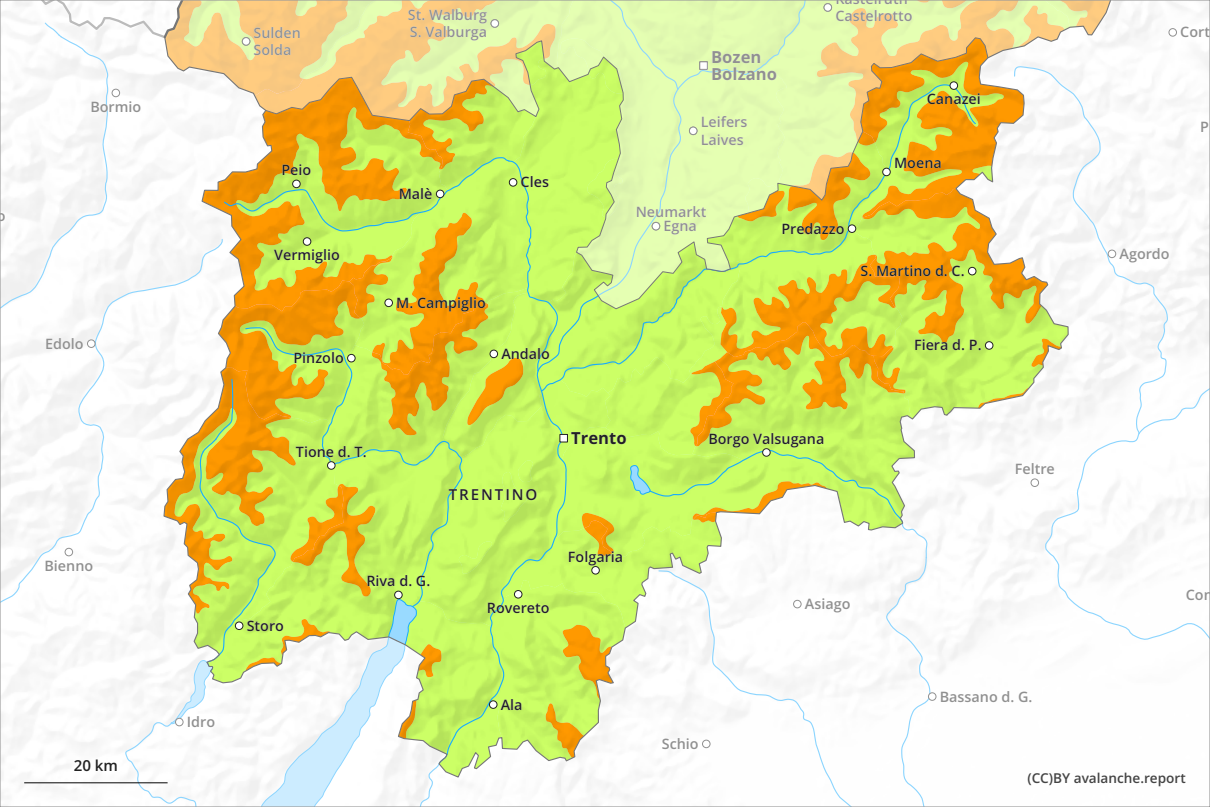 Kastelruth
Castelrotto
St. Walburg
S. Valburga
Sulden
Solda
Cort
Bozen
Bolzano
Bormio
Canazei
Leifers
Laives
P
Moena
Peio
Cles
Malè
Neumarkt
Egna
Predazzo
Vermiglio
Agordo
S. Martino d. C.
M. Campiglio
Edolo
Fiera d. P.
Andalo
Pinzolo
Trento
Borgo Valsugana
Tione d. T.
Feltre
TRENTINO
Bienno
Folgaria
Riva d. G.
Cor
Asiago
Rovereto
Storo
Bassano d. G.
Ala
Idro
Schio
20 km
(CC)BY avalanche.report